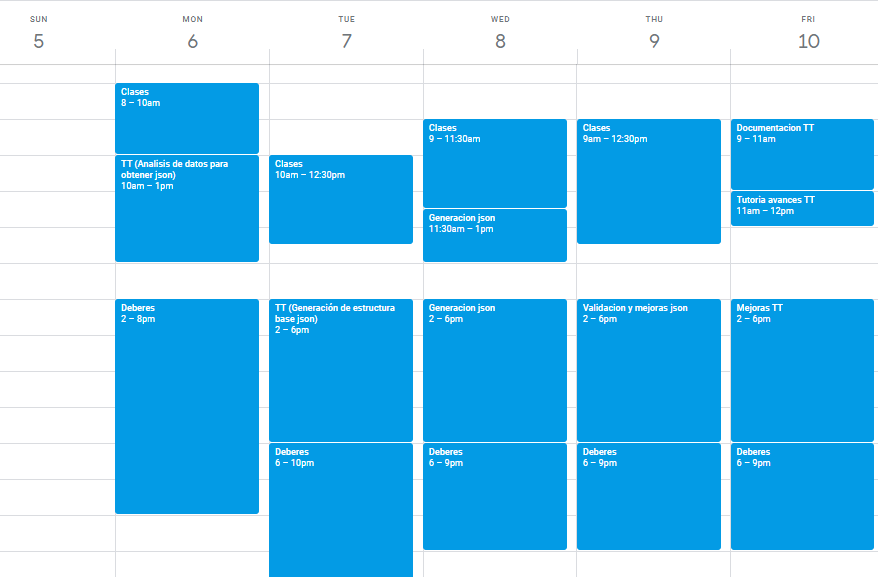 SUN
5
MON
6
TUE
7
WED
8
THU
9
FRI
10
Clases
8 – 10am
TT (Analisis de datos para
obtener json)
10am – 1pm
Deberes
2 – 8pm
Clases
10am – 12:30pm
TT (Generación de estructura
base json)
2 – 6pm
Deberes
6 – 10pm
Clases
9 – 11:30am
Generacion json
11:30am – 1pm
Generacion json
2 – 6pm
Deberes
6 – 9pm
Clases
9am – 12:30pm
Validacion y mejoras json
2 – 6pm
Deberes
6 – 9pm
Documentacion TT
9 – 11am
Tutoria avances TT
11am – 12pm
Mejoras TT
2 – 6pm
Deberes
6 – 9pm